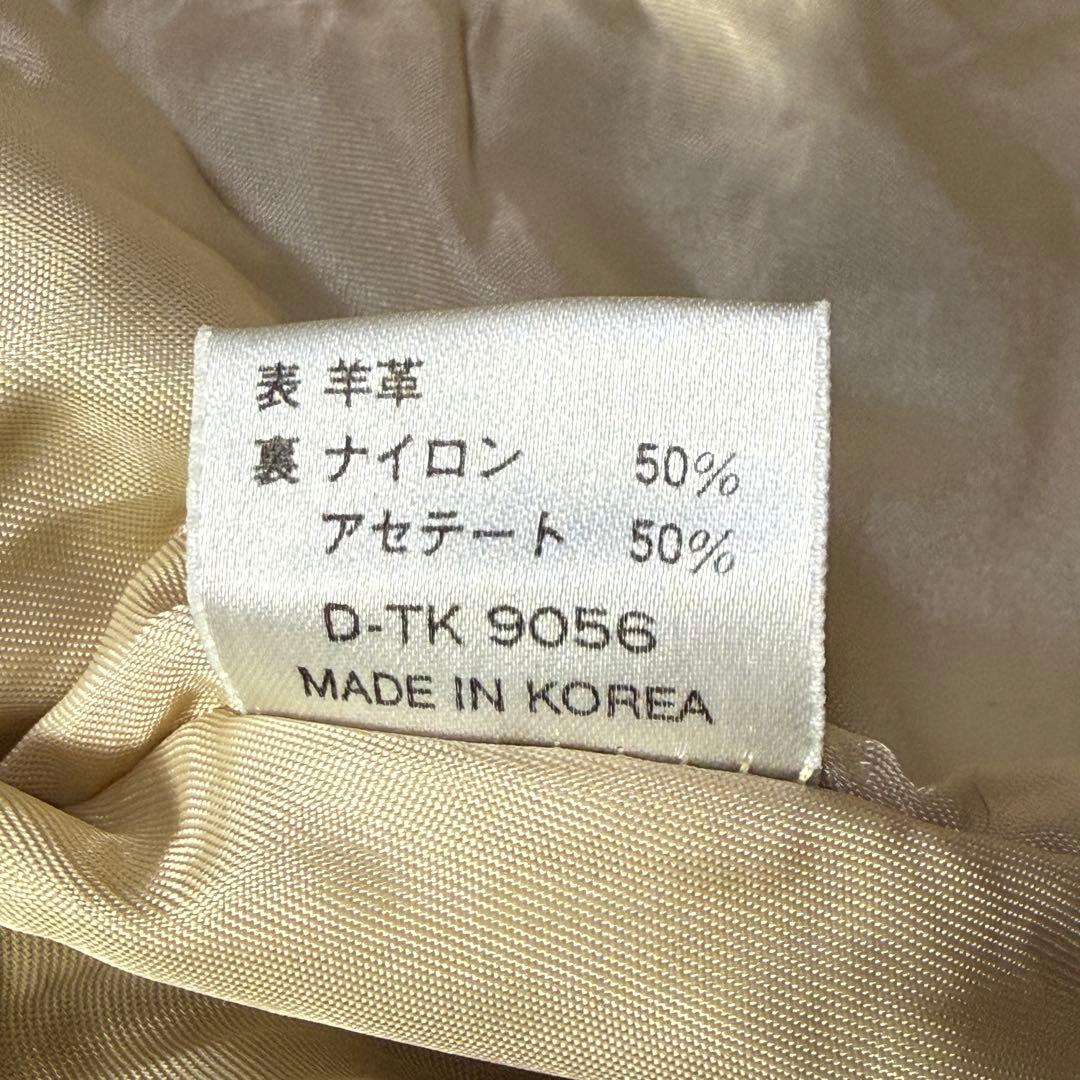 表 羊革
裏 ナイロン 50%
アセテート 50%
D-TK 9056
MADE IN KOREA